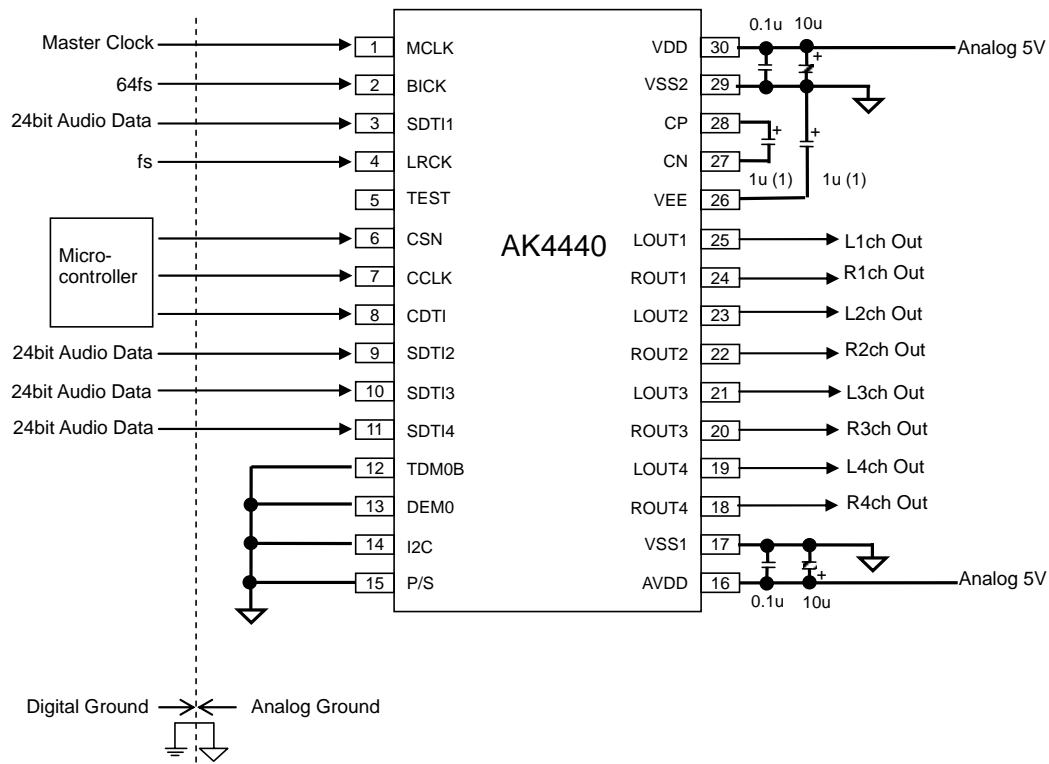 0.1u 10u
Master Clock 1 MCLK VDD 30 + Analog 5V
64fs 2 BICK VSS2 29
24bit Audio Data 3 SDTI1 CP 28 + +
fs 4 LRCK CN 27
1u (1) 1u (1)
5 TEST VEE 26
Micro-
controller
6 CSN AK4440 LOUT1 25 L1ch Out
7 CCLK ROUT1 24 R1ch Out
8 CDTI LOUT2 23 L2ch Out
24bit Audio Data 9 SDTI2 ROUT2 22 R2ch Out
24bit Audio Data 10 SDTI3 LOUT3 21 L3ch Out
24bit Audio Data 11 SDTI4 ROUT3 20 R3ch Out
12 TDM0B LOUT4 19 L4ch Out
13 DEM0 ROUT4 18 R4ch Out
14 I2C VSS1 17
15 P/S AVDD 16 + Analog 5V
0.1u 10u
Digital Ground Analog Ground